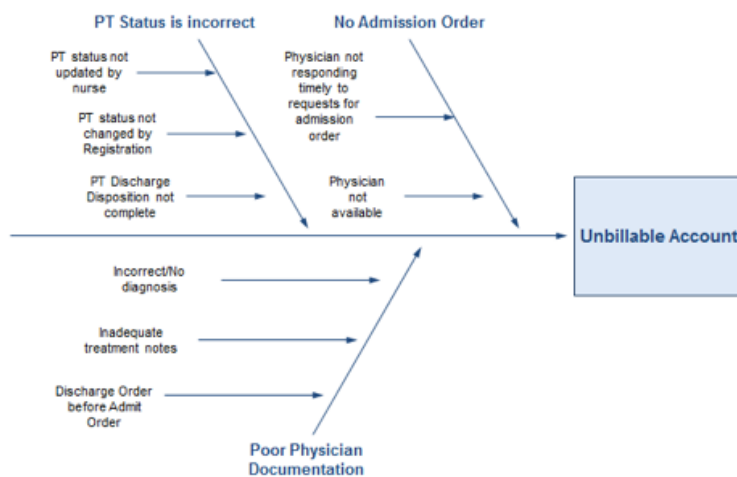 PT Status is incorrect
No Admission Order
PT status not
updated by
nurse
PT status not
changed by
Registration
PT Discharge
Disposition not
complete
Physician not
responding
timely to
requests for
admission
order
Physician
not
available
Unbillable Account
Incorrect/No
diagnosis
Inadequate
treatment notes
Discharge Order
before Admit
Order
Poor Physician
Documentation